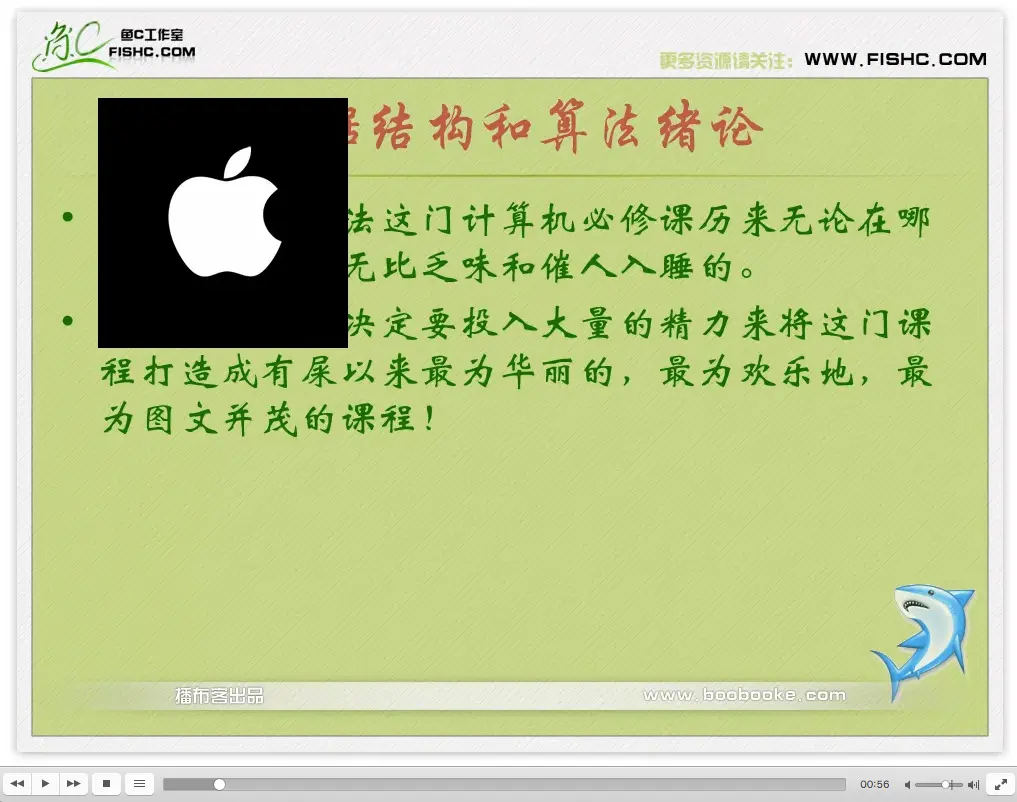 鱼C工作室
FISHC.COM
更多资源请关注: WWW.FISHC.COM
结构和算法绪论
法这门计算机必修课历来无论在哪
无比乏味和催人入睡的。
决定要投入大量的精力来将这门课
程打造成有屎以来最为华丽的，最为欢乐地，最
为图文并茂的课程！
播布客出品 www.boobooke.com
00:56